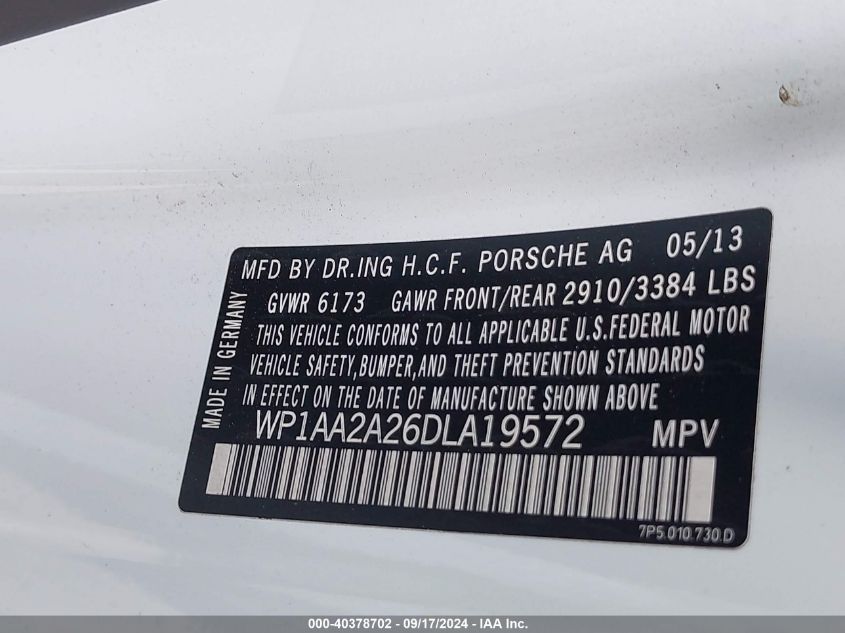 MFD BY DR.ING H.C.F. PORSCHE AG 05/13
GVWR 6173 GAWR FRONT/REAR 2910/3384 LBS
THIS VEHICLE CONFORMS TO ALL APPLICABLE U.S.FEDERAL MOTOR
VEHICLE SAFETY,BUMPER,AND THEFT PREVENTION STANDARDS
IN EFFECT ON THE DATE OF MANUFACTURE SHOWN ABOVE
MADE IN GERMANY
WP1AA2A26DLA19572 MPV
7P5.010.730.D
000-40378702 - 09/17/2024 - IAA Inc.